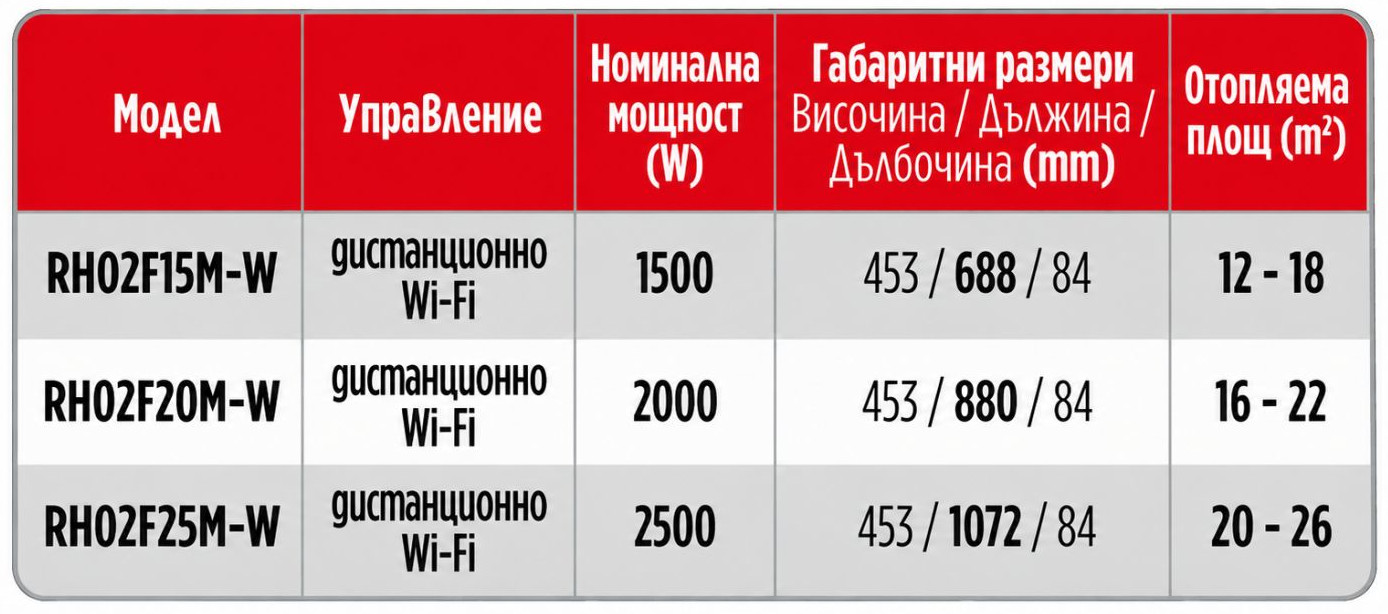 Модел
Управление
Номинална
мощност
(W)
Габаритни размери
Височина / Дължина /
Дълбочина (mm)
Отопляема
площ (m²)
RH02F15M-W
дистанционно
Wi-Fi
1500
453 / 688 / 84
12 - 18
RH02F20M-W
дистанционно
Wi-Fi
2000
453 / 880 / 84
16 - 22
RH02F25M-W
дистанционно
Wi-Fi
2500
453 / 1072 / 84
20 - 26